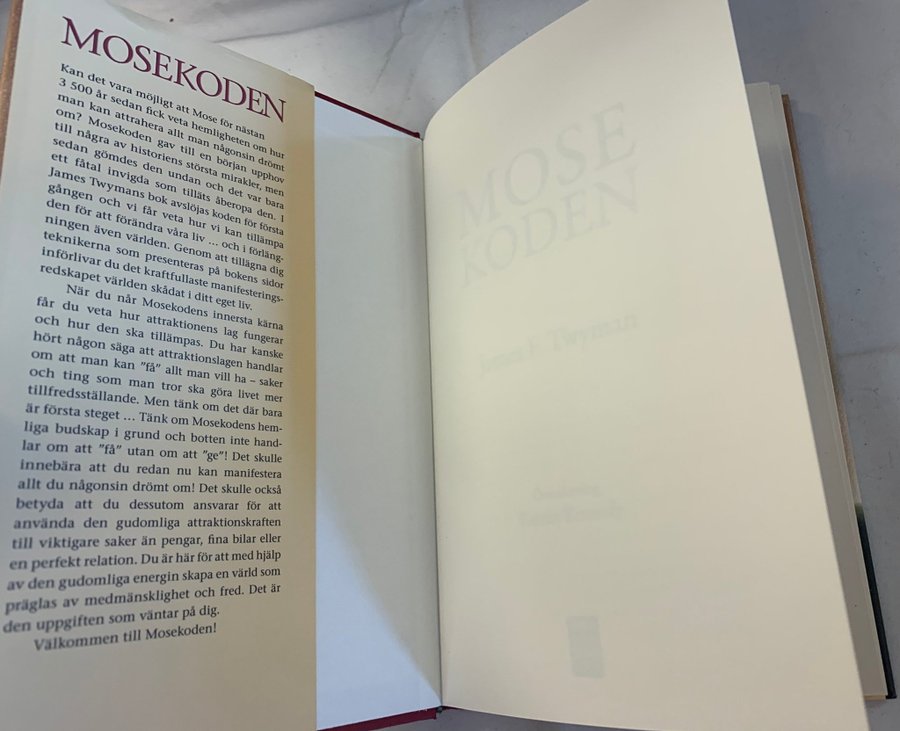 MOSEKODEN
Kan det vara möjligt att Mose för nästan
3 500 år sedan fick veta hemligheten om hur
man kan attrahera allt man någonsin drömt
om? Mosekoden gav till en början upphov
till några av historiens största mirakler, men
sedan gömdes den undan och det var bara
ett fåtal invigda som tilläts åberopa den. I
James Twymans bok avslöjas koden för första
gången och vi får veta hur vi kan tillämpa
den för att förändra våra liv ... och i förläng-
ningen även världen. Genom att tillägna dig
teknikerna som presenteras på bokens sidor
införlivar du det kraftfullaste manifesterings-
redskapet världen skådat i ditt eget liv.
När du når Mosekodens innersta kärna
får du veta hur attraktionens lag fungerar
och hur den ska tillämpas. Du har kanske
hört någon säga att attraktionslagen handlar
om att man kan ”få” allt man vill ha – saker
och ting som man tror ska göra livet mer
tillfredsställande. Men tänk om det där bara
är första steget ... Tänk om Mosekodens hem-
liga budskap i grund och botten inte hand-
lar om att ”få” utan om att ”ge”! Det skulle
innebära att du redan nu kan manifestera
allt du någonsin drömt om! Det skulle också
betyda att du dessutom ansvarar för att
använda den gudomliga attraktionskraften
till viktigare saker än pengar, fina bilar eller
en perfekt relation. Du är här för att med hjälp
av den gudomliga energin skapa en värld som
präglas av medmänsklighet och fred. Det är
den uppgiften som väntar på dig.
Välkommen till Mosekoden!
MOSE
KODEN
F. Twyman